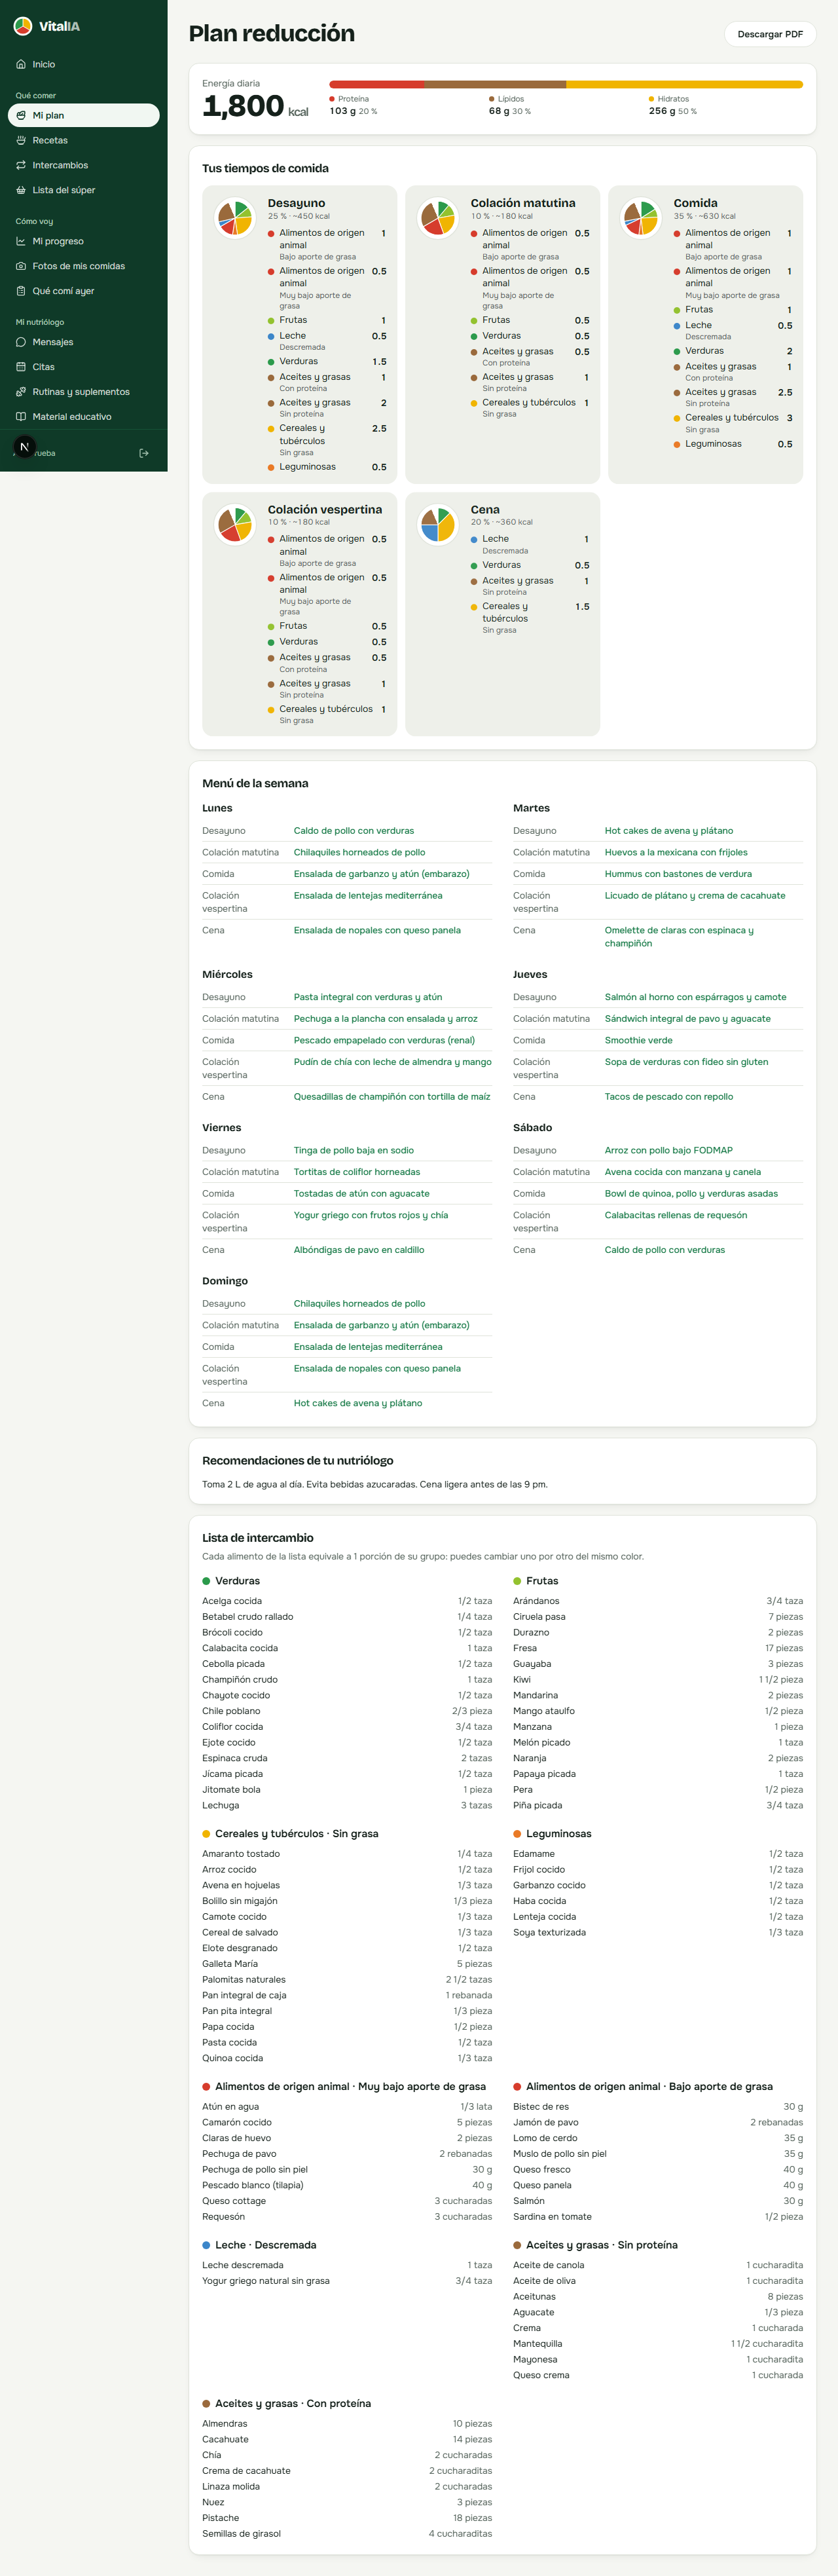 VitalIA
Inicio
Qué comer
Mi plan
Recetas
Intercambios
Lista del súper
Cómo voy
Mi progreso
Fotos de mis comidas
Qué comí ayer
Mi nutriólogo
Mensajes
Citas
Rutinas y suplementos
Material educativo
N
rueba
Plan reducción
Descargar PDF
Energía diaria
1,800 kcal
Proteína
103 g 20 %
Lípidos
68 g 30 %
Hidratos
256 g 50 %
Tus tiempos de comida
Desayuno
25 % · ~450 kcal
Alimentos de origen 1
animal
Bajo aporte de grasa
Alimentos de origen 0.5
animal
Muy bajo aporte de
grasa
Frutas 1
Leche 0.5
Descremada
Verduras 1.5
Aceites y grasas 1
Con proteína
Aceites y grasas 2
Sin proteína
Cereales y 2.5
tubérculos
Sin grasa
Leguminosas 0.5
Colación matutina
10 % · ~180 kcal
Alimentos de origen 0.5
animal
Bajo aporte de grasa
Alimentos de origen 0.5
animal
Muy bajo aporte de
grasa
Frutas 0.5
Verduras 0.5
Aceites y grasas 0.5
Con proteína
Aceites y grasas 1
Sin proteína
Cereales y tubérculos 1
Sin grasa
Comida
35 % · ~630 kcal
Alimentos de origen 1
animal
Bajo aporte de grasa
Alimentos de origen 1
animal
Muy bajo aporte de grasa
Frutas 1
Leche 0.5
Descremada
Verduras 2
Aceites y grasas 1
Con proteína
Aceites y grasas 2.5
Sin proteína
Cereales y tubérculos 3
Sin grasa
Leguminosas 0.5
Colación vespertina
10 % · ~180 kcal
Alimentos de origen 0.5
animal
Bajo aporte de grasa
Alimentos de origen 0.5
animal
Muy bajo aporte de
grasa
Frutas 0.5
Verduras 0.5
Aceites y grasas 0.5
Con proteína
Aceites y grasas 1
Sin proteína
Cereales y tubérculos 1
Sin grasa
Cena
20 % · ~360 kcal
Leche 1
Descremada
Verduras 0.5
Aceites y grasas 1
Sin proteína
Cereales y 1.5
tubérculos
Sin grasa
Menú de la semana
Lunes
Desayuno Caldo de pollo con verduras
Colación matutina Chilaquiles horneados de pollo
Comida Ensalada de garbanzo y atún (embarazo)
Colación Ensalada de lentejas mediterránea
vespertina
Cena Ensalada de nopales con queso panela
Martes
Desayuno Hot cakes de avena y plátano
Colación matutina Huevos a la mexicana con frijoles
Comida Hummus con bastones de verdura
Colación Licuado de plátano y crema de cacahuate
vespertina
Cena Omelette de claras con espinaca y
champiñón
Miércoles
Desayuno Pasta integral con verduras y atún
Colación matutina Pechuga a la plancha con ensalada y arroz
Comida Pescado empapelado con verduras (renal)
Colación Pudín de chía con leche de almendra y mango
vespertina
Cena Quesadillas de champiñón con tortilla de maíz
Jueves
Desayuno Salmón al horno con espárragos y camote
Colación matutina Sándwich integral de pavo y aguacate
Comida Smoothie verde
Colación Sopa de verduras con fideo sin gluten
vespertina
Cena Tacos de pescado con repollo
Viernes
Desayuno Tinga de pollo baja en sodio
Colación matutina Tortitas de coliflor horneadas
Comida Tostadas de atún con aguacate
Colación Yogur griego con frutos rojos y chía
vespertina
Cena Albóndigas de pavo en caldillo
Sábado
Desayuno Arroz con pollo bajo FODMAP
Colación matutina Avena cocida con manzana y canela
Comida Bowl de quinoa, pollo y verduras asadas
Colación Calabacitas rellenas de requesón
vespertina
Cena Caldo de pollo con verduras
Domingo
Desayuno Chilaquiles horneados de pollo
Colación matutina Ensalada de garbanzo y atún (embarazo)
Comida Ensalada de lentejas mediterránea
Colación Ensalada de nopales con queso panela
vespertina
Cena Hot cakes de avena y plátano
Recomendaciones de tu nutriólogo
Toma 2 L de agua al día. Evita bebidas azucaradas. Cena ligera antes de las 9 pm.
Lista de intercambio
Cada alimento de la lista equivale a 1 porción de su grupo: puedes cambiar uno por otro del mismo color.
Verduras
Acelga cocida 1/2 taza
Betabel crudo rallado 1/4 taza
Brócoli cocido 1/2 taza
Calabacita cocida 1 taza
Cebolla picada 1/2 taza
Champiñón crudo 1 taza
Chayote cocido 1/2 taza
Chile poblano 2/3 pieza
Coliflor cocida 3/4 taza
Ejote cocido 1/2 taza
Espinaca cruda 2 tazas
Jícama picada 1/2 taza
Jitomate bola 1 pieza
Lechuga 3 tazas
Frutas
Arándanos 3/4 taza
Ciruela pasa 7 piezas
Durazno 2 piezas
Fresa 17 piezas
Guayaba 3 piezas
Kiwi 1 1/2 pieza
Mandarina 2 piezas
Mango ataulfo 1/2 pieza
Manzana 1 pieza
Melón picado 1 taza
Naranja 2 piezas
Papaya picada 1 taza
Pera 1/2 pieza
Piña picada 3/4 taza
Cereales y tubérculos · Sin grasa
Amaranto tostado 1/4 taza
Arroz cocido 1/2 taza
Avena en hojuelas 1/3 taza
Bolillo sin migajón 1/3 pieza
Camote cocido 1/3 taza
Cereal de salvado 1/3 taza
Elote desgranado 1/2 taza
Galleta María 5 piezas
Palomitas naturales 2 1/2 tazas
Pan integral de caja 1 rebanada
Pan pita integral 1/3 pieza
Papa cocida 1/2 pieza
Pasta cocida 1/2 taza
Quinoa cocida 1/3 taza
Leguminosas
Edamame 1/2 taza
Frijol cocido 1/2 taza
Garbanzo cocido 1/2 taza
Haba cocida 1/2 taza
Lenteja cocida 1/2 taza
Soya texturizada 1/3 taza
Alimentos de origen animal · Muy bajo aporte de grasa
Atún en agua 1/3 lata
Camarón cocido 5 piezas
Claras de huevo 2 piezas
Pechuga de pavo 2 rebanadas
Pechuga de pollo sin piel 30 g
Pescado blanco (tilapia) 40 g
Queso cottage 3 cucharadas
Requesón 3 cucharadas
Alimentos de origen animal · Bajo aporte de grasa
Bistec de res 30 g
Jamón de pavo 2 rebanadas
Lomo de cerdo 35 g
Muslo de pollo sin piel 35 g
Queso fresco 40 g
Queso panela 40 g
Salmón 30 g
Sardina en tomate 1/2 pieza
Leche · Descremada
Leche descremada 1 taza
Yogur griego natural sin grasa 3/4 taza
Aceites y grasas · Sin proteína
Aceite de canola 1 cucharadita
Aceite de oliva 1 cucharadita
Aceitunas 8 piezas
Aguacate 1/3 pieza
Crema 1 cucharada
Mantequilla 1 1/2 cucharadita
Mayonesa 1 cucharadita
Queso crema 1 cucharada
Aceites y grasas · Con proteína
Almendras 10 piezas
Cacahuate 14 piezas
Chía 2 cucharadas
Crema de cacahuate 2 cucharaditas
Linaza molida 2 cucharadas
Nuez 3 piezas
Pistache 18 piezas
Semillas de girasol 4 cucharaditas